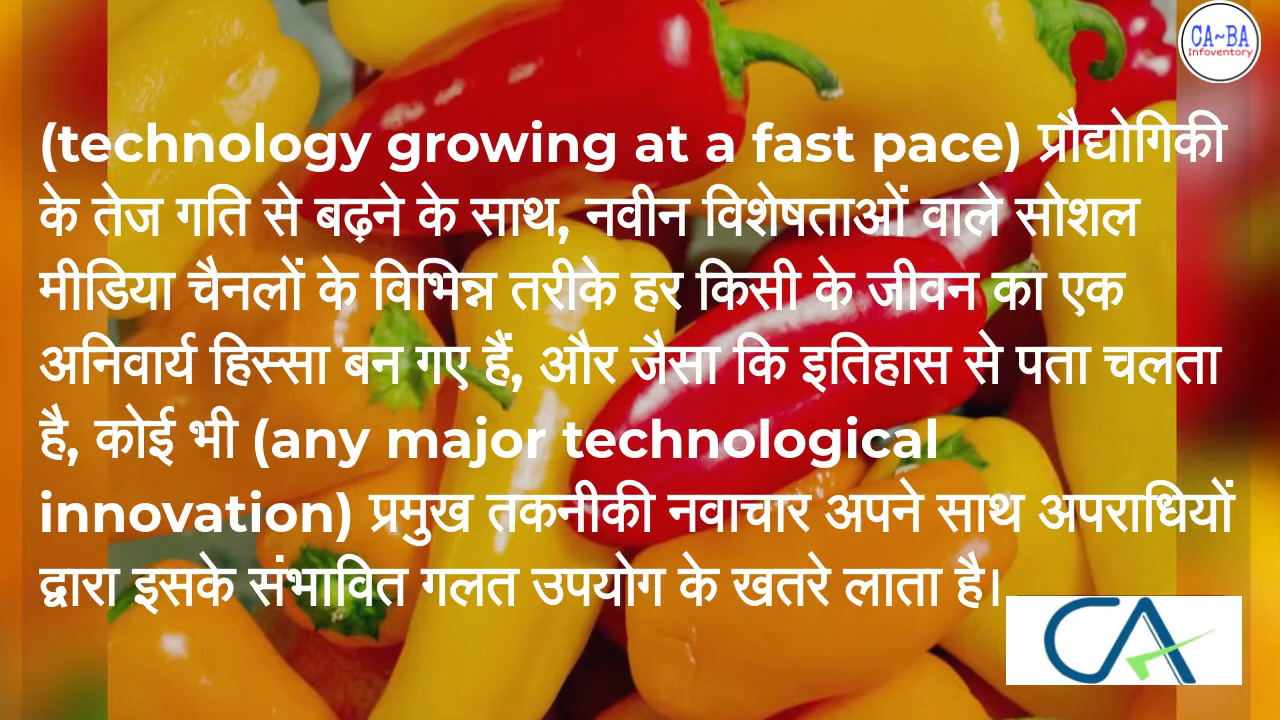 CA~BA
Infoventory
(technology growing at a fast pace) प्रौद्योगिकी
के तेज गति से बढ़ने के साथ, नवीन विशेषताओं वाले सोशल
मीडिया चैनलों के विभिन्न तरीके हर किसी के जीवन का एक
अनिवार्य हिस्सा बन गए हैं, और जैसा कि इतिहास से पता चलता
है, कोई भी (any major technological
innovation) प्रमुख तकनीकी नवाचार अपने साथ अपराधियों
द्वारा इसके संभावित गलत उपयोग के खतरे लाता है।
CA